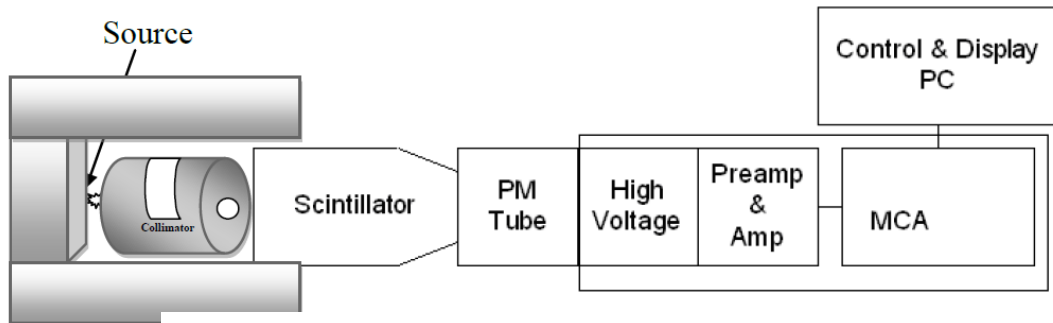 Source
Control & Display
PC
Collimator
Scintillator
PM
Tube
High
Voltage
Preamp
&
Amp
MCA